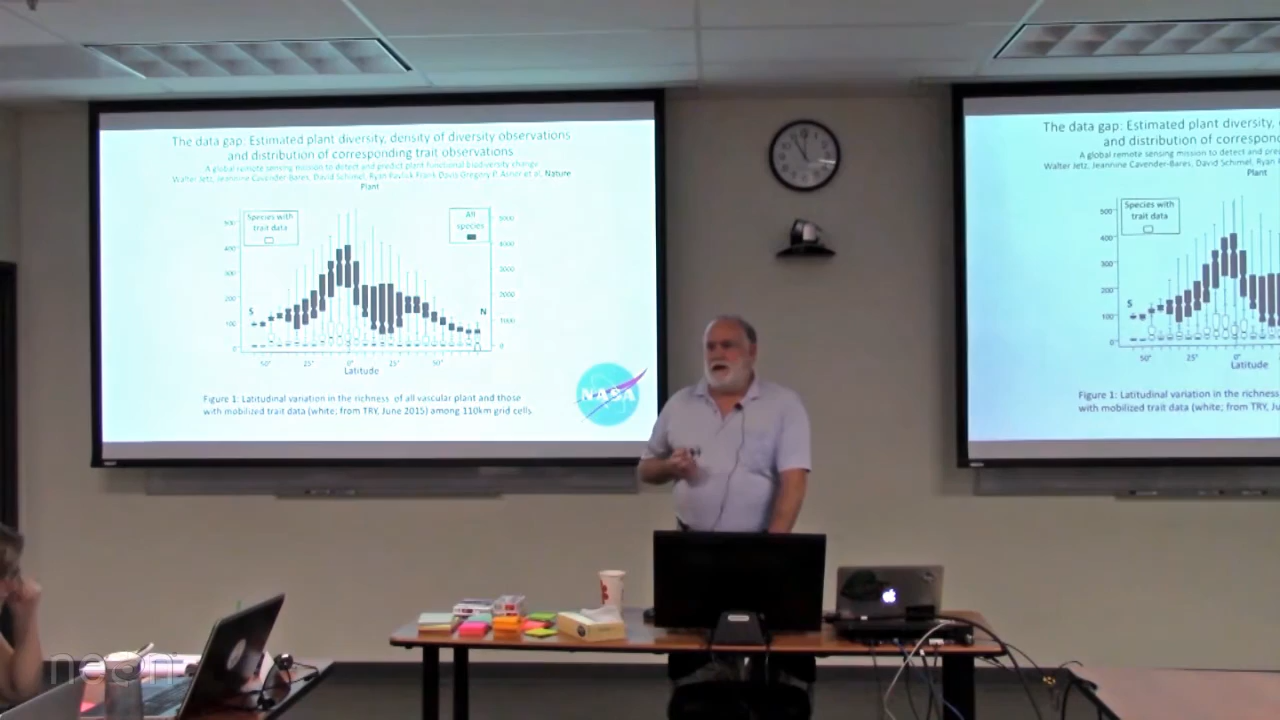 The data gap: Estimated plant diversity, density of diversity observations
and distribution of corresponding trait observations
A global remote sensing mission to detect and predict plant functional biodiversity change
Walter Jetz, Jeannine Cavender-Bares, David Schimel, Ryan Pavlick Frank Davis Gregory P. Asner et al, Nature
Plant
Species with
trait data
All
species
500
400
300
200
100
0
5000
4000
3000
2000
1000
0
S
N
50°
25°
0°
25°
50°
Latitude
Figure 1: Latitudinal variation in the richness of all vascular plant and those
with mobilized trait data (white; from TRY, June 2015) among 110km grid cells
NASA
The data gap: Estimated plant diversity,
and distribution of correspond
A global remote sensing mission to detect and pre
Walter Jetz, Jeannine Cavender-Bares, David Schimel, Ryan
Plant
Species with
trait data
500
400
300
200
100
0
S
50°
25°
0°
Latitude
Figure 1: Latitudinal variation in the richness
with mobilized trait data (white; from TRY, Ju
neon